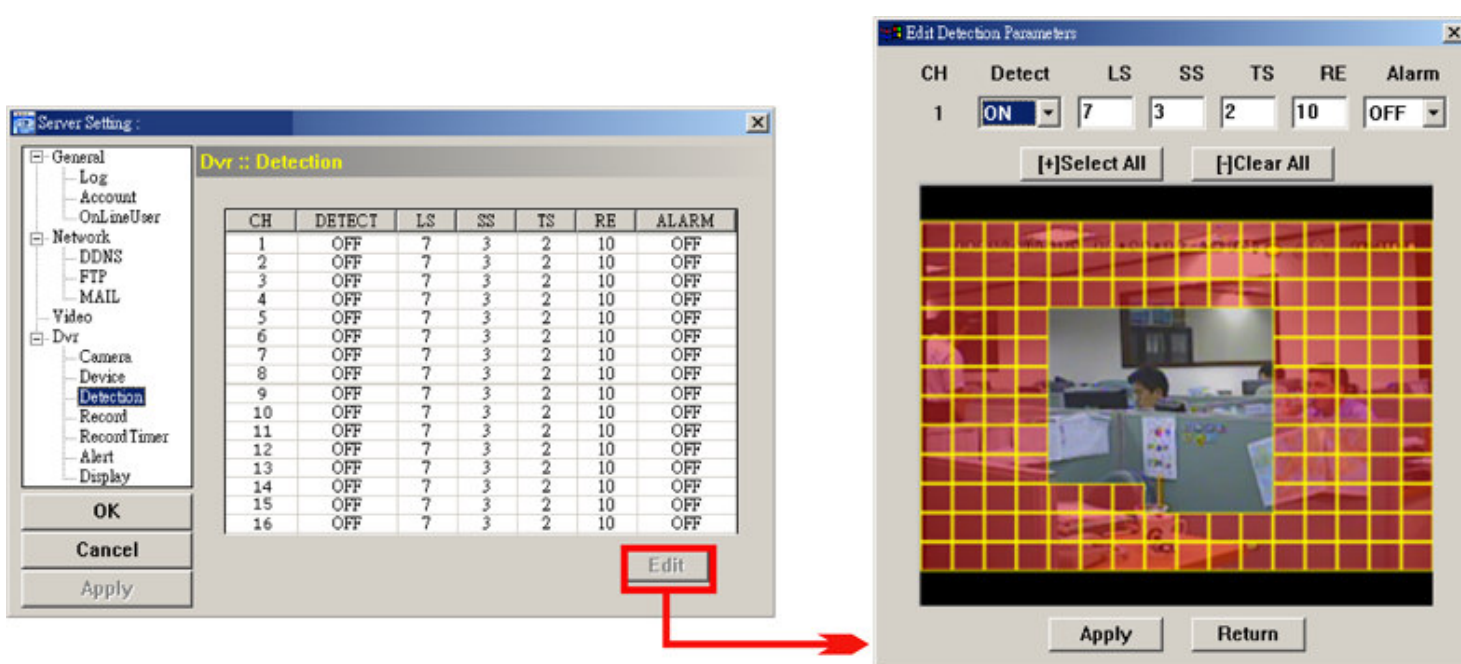 Server Setting :
General
Log
Account
OnLineUser
Network
DDNS
FTP
MAIL
Video
Dvr
Camera
Device
Detection
Record
Record Timer
Alert
Display
OK
Cancel
Apply
Dvr :: Detection
CH DETECT LS SS TS RE ALARM
1 OFF 7 3 2 10 OFF
2 OFF 7 3 2 10 OFF
3 OFF 7 3 2 10 OFF
4 OFF 7 3 2 10 OFF
5 OFF 7 3 2 10 OFF
6 OFF 7 3 2 10 OFF
7 OFF 7 3 2 10 OFF
8 OFF 7 3 2 10 OFF
9 OFF 7 3 2 10 OFF
10 OFF 7 3 2 10 OFF
11 OFF 7 3 2 10 OFF
12 OFF 7 3 2 10 OFF
13 OFF 7 3 2 10 OFF
14 OFF 7 3 2 10 OFF
15 OFF 7 3 2 10 OFF
16 OFF 7 3 2 10 OFF
Edit
Edit Detection Parameters
CH Detect LS SS TS RE Alarm
1 ON 7 3 2 10 OFF
[+]Select All [-]Clear All
Apply Return